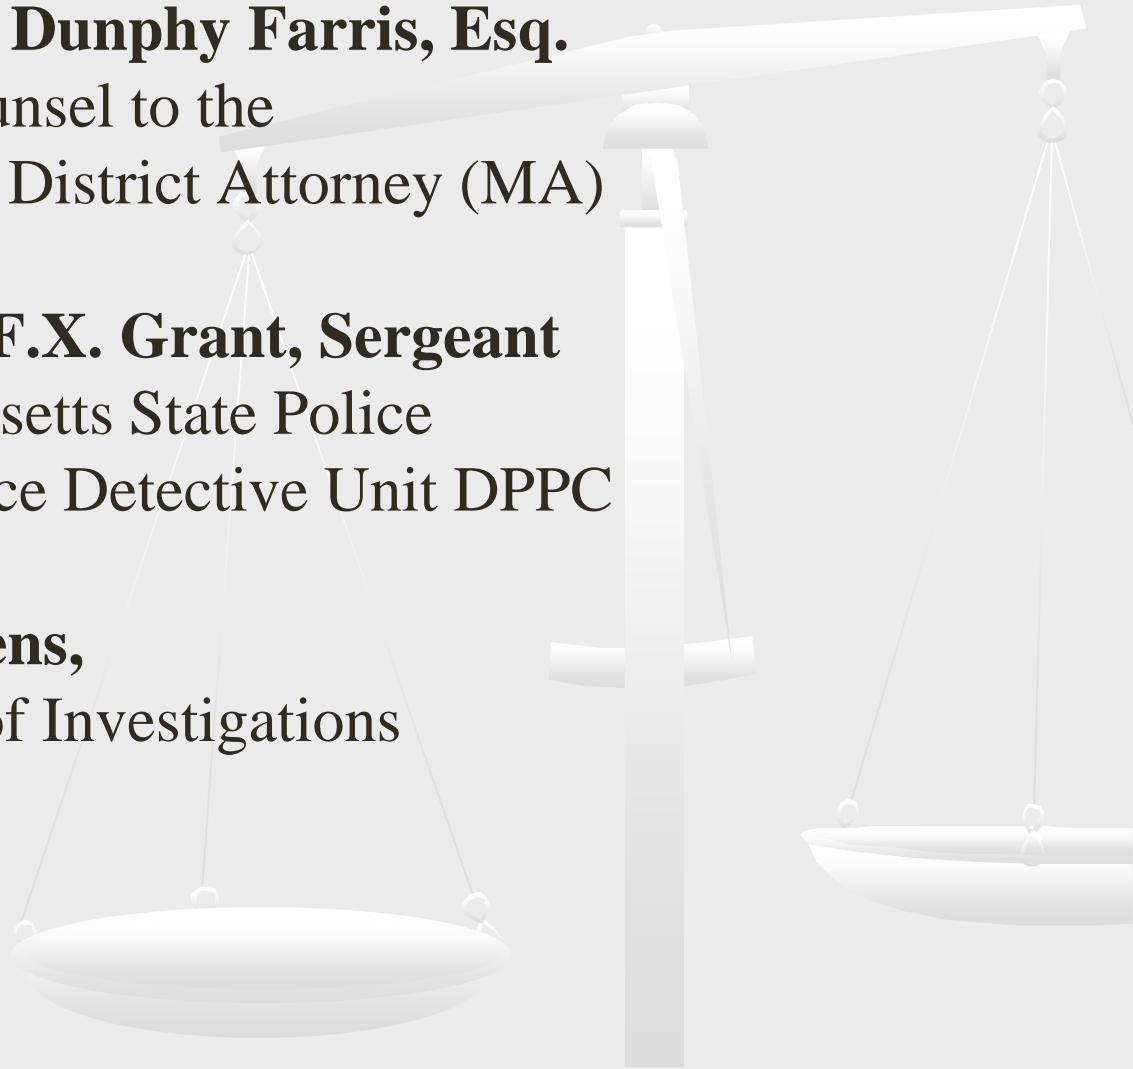 Dunphy Farris, Esq.
unsel to the
District Attorney (MA)
F.X. Grant, Sergeant
setts State Police
ce Detective Unit DPPC
ens,
of Investigations